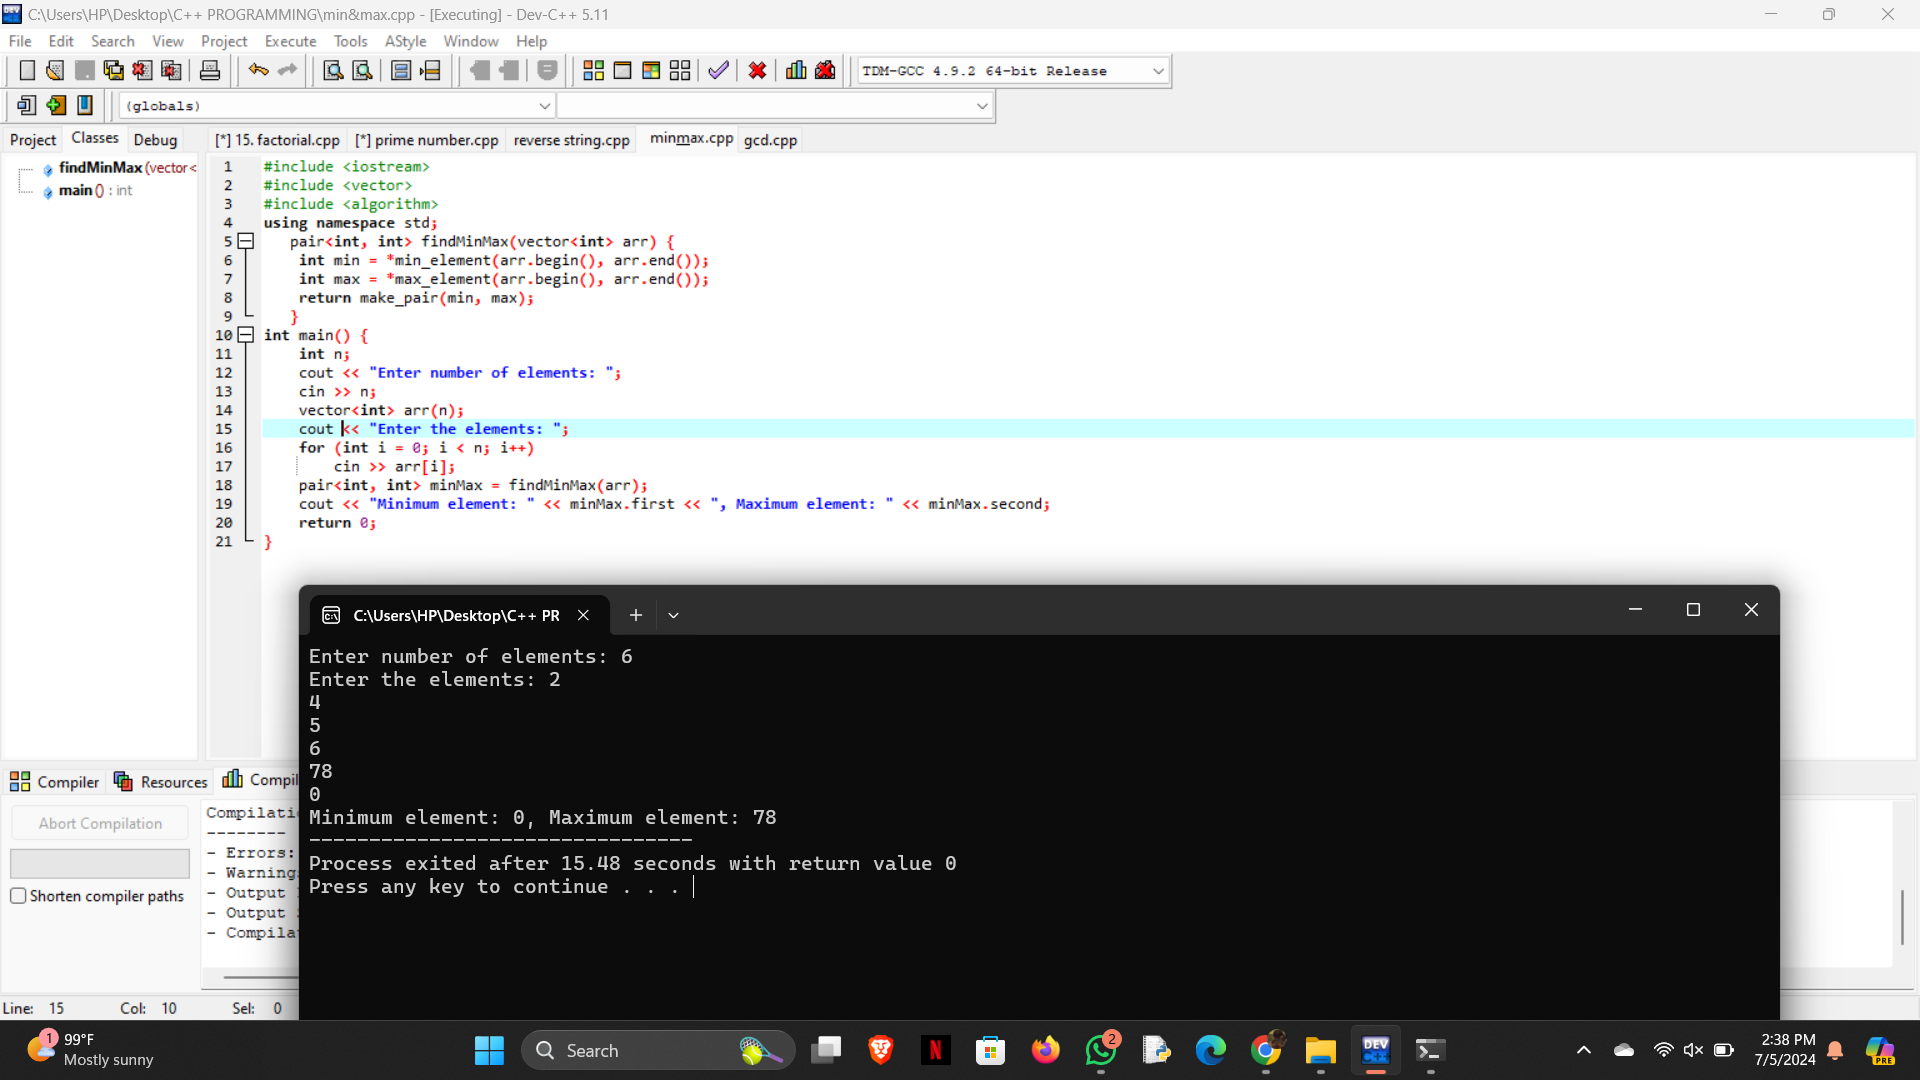 C:\Users\HP\Desktop\C++ PROGRAMMING\min&max.cpp - [Executing] - Dev-C++ 5.11
File Edit Search View Project Execute Tools AStyle Window Help
TDM-GCC 4.9.2 64-bit Release
(globals)
Project Classes Debug
[*] 15. factorial.cpp [*] prime number.cpp reverse string.cpp minmax.cpp gcd.cpp
findMinMax (vector<
main () : int
1 #include <iostream>
2 #include <vector>
3 #include <algorithm>
4 using namespace std;
5 pair<int, int> findMinMax(vector<int> arr) {
6 int min = *min_element(arr.begin(), arr.end());
7 int max = *max_element(arr.begin(), arr.end());
8 return make_pair(min, max);
9 }
10 int main() {
11 int n;
12 cout << "Enter number of elements: ";
13 cin >> n;
14 vector<int> arr(n);
15 cout << "Enter the elements: ";
16 for (int i = 0; i < n; i++)
17 cin >> arr[i];
18 pair<int, int> minMax = findMinMax(arr);
19 cout << "Minimum element: " << minMax.first << ", Maximum element: " << minMax.second;
20 return 0;
21 }
C:\Users\HP\Desktop\C++ PR
Enter number of elements: 6
Enter the elements: 2
4
5
6
78
0
Minimum element: 0, Maximum element: 78
--------------------------------
Process exited after 15.48 seconds with return value 0
Press any key to continue . . .
Compiler Resources Compil
Abort Compilation
Shorten compiler paths
Compilati
--------
- Errors:
- Warning
- Output
- Output
- Compila
Line: 15 Col: 10 Sel: 0
1
99°F
Mostly sunny
Search
N
2
DEV
C++
2:38 PM
7/5/2024
PRE